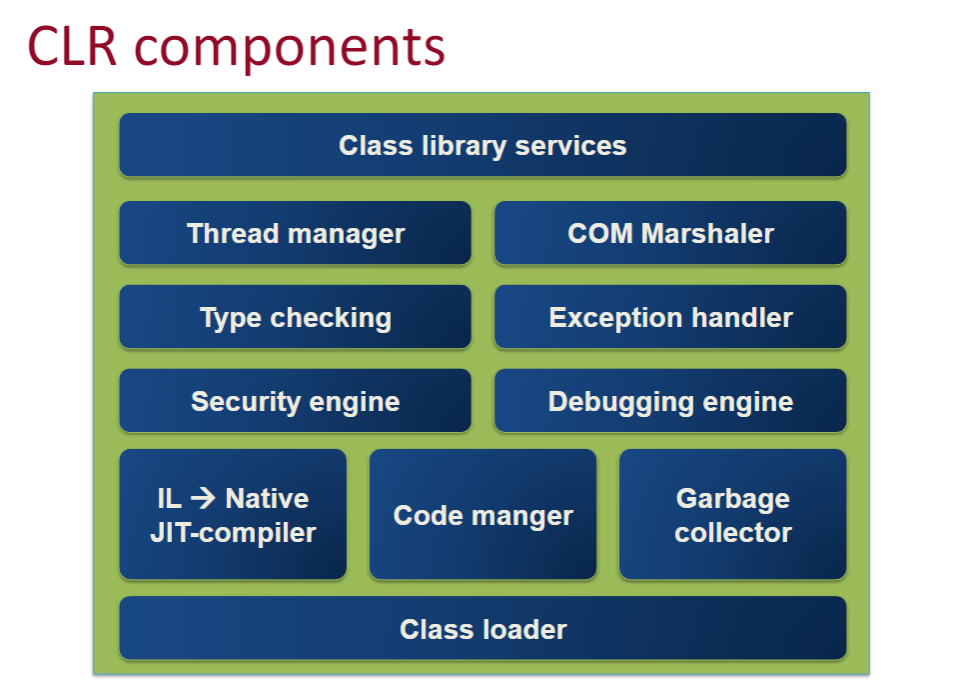 CLR components
Class library services
Thread manager
COM Marshaler
Type checking
Exception handler
Security engine
Debugging engine
IL → Native
JIT-compiler
Code manger
Garbage
collector
Class loader